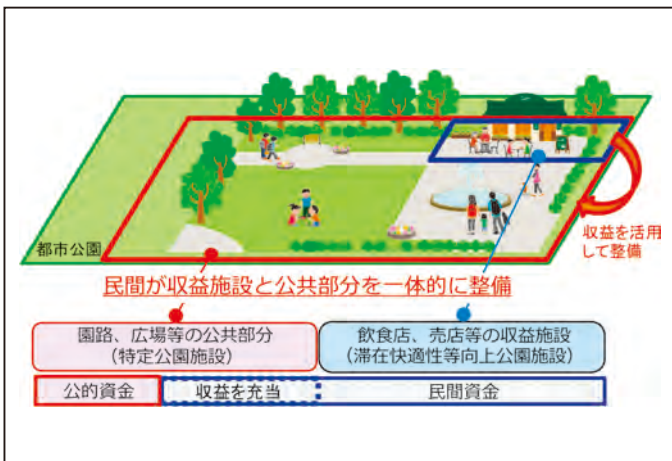 都市公園
収益を活用
して整備
民間が収益施設と公共部分を一体的に整備
園路、広場等の公共部分
（特定公園施設）
飲食店、売店等の収益施設
（滞在快適性等向上公園施設）
公的資金
収益を充当
民間資金